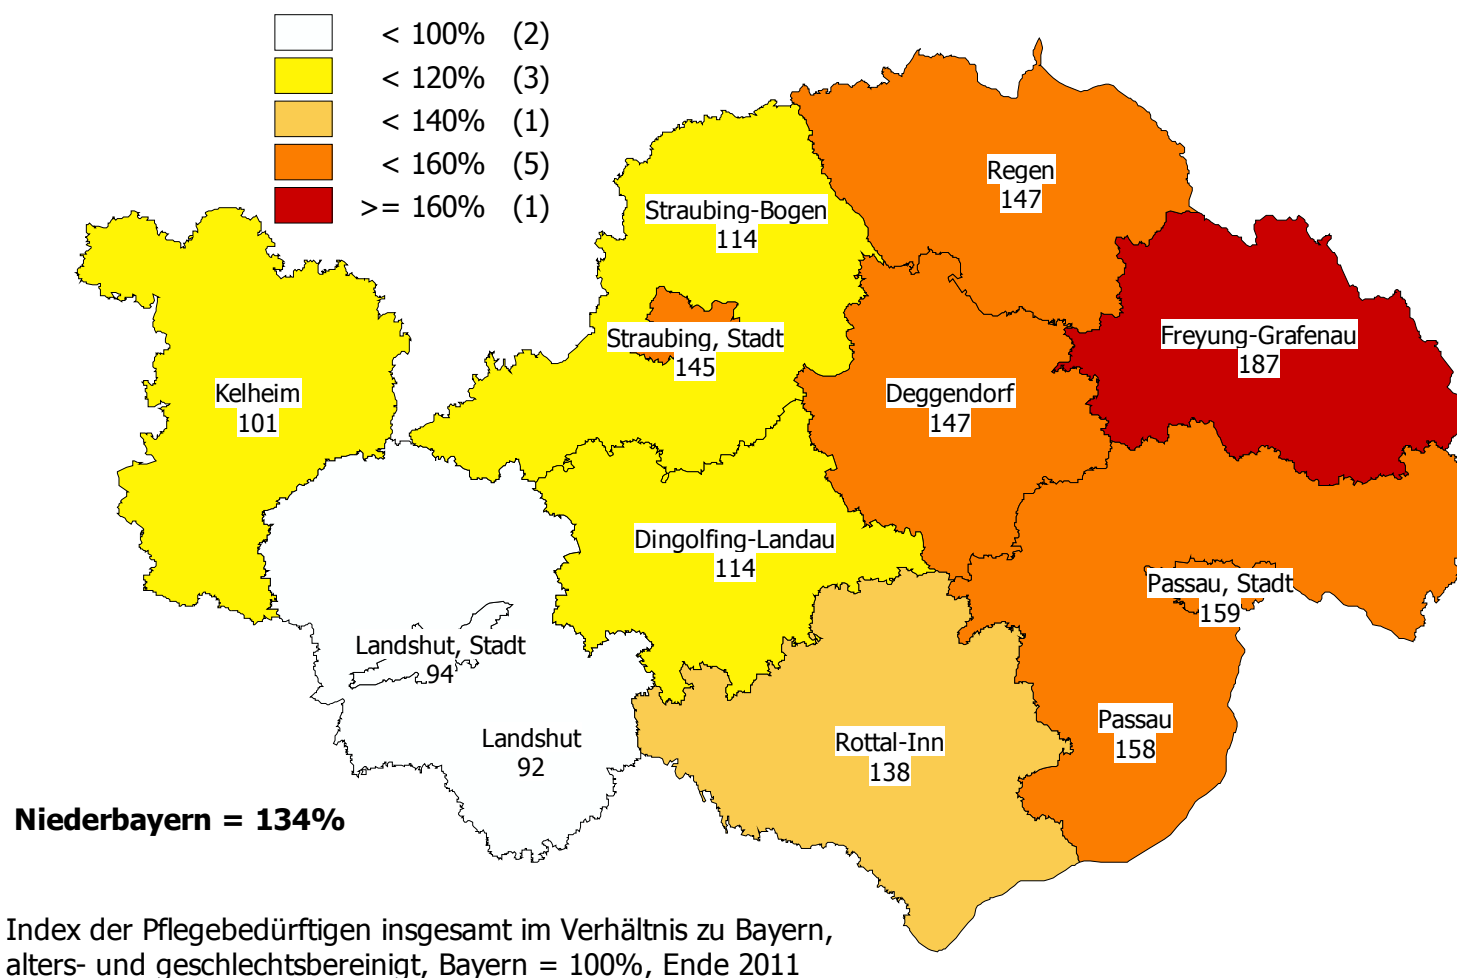 < 100% (2)
< 120% (3)
< 140% (1)
< 160% (5)
>= 160% (1)
Regen
147
Straubing-Bogen
114
Straubing, Stadt
145
Freyung-Grafenau
187
Kelheim
101
Deggendorf
147
Dingolfing-Landau
114
Passau, Stadt
159
Landshut, Stadt
94
Landshut
92
Rottal-Inn
138
Passau
158
Niederbayern = 134%
Index der Pflegebedürftigen insgesamt im Verhältnis zu Bayern,
alters- und geschlechtsbereinigt, Bayern = 100%, Ende 2011